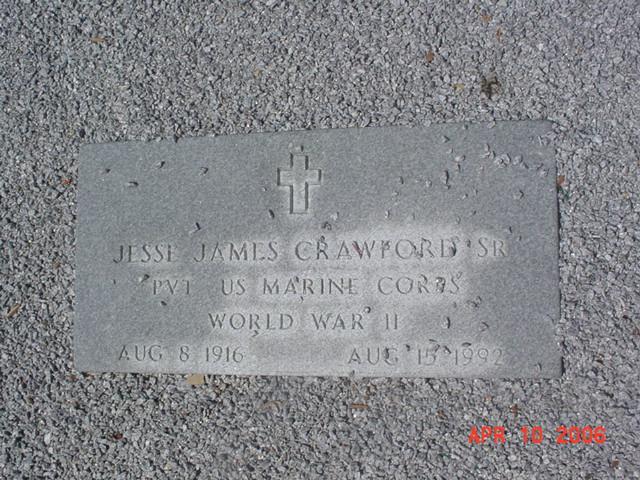 JESSE JAMES CRAWFORD SR
PVT US MARINE CORPS
WORLD WAR II
AUG 8 1916 AUG 15 1992
APR 10 2006